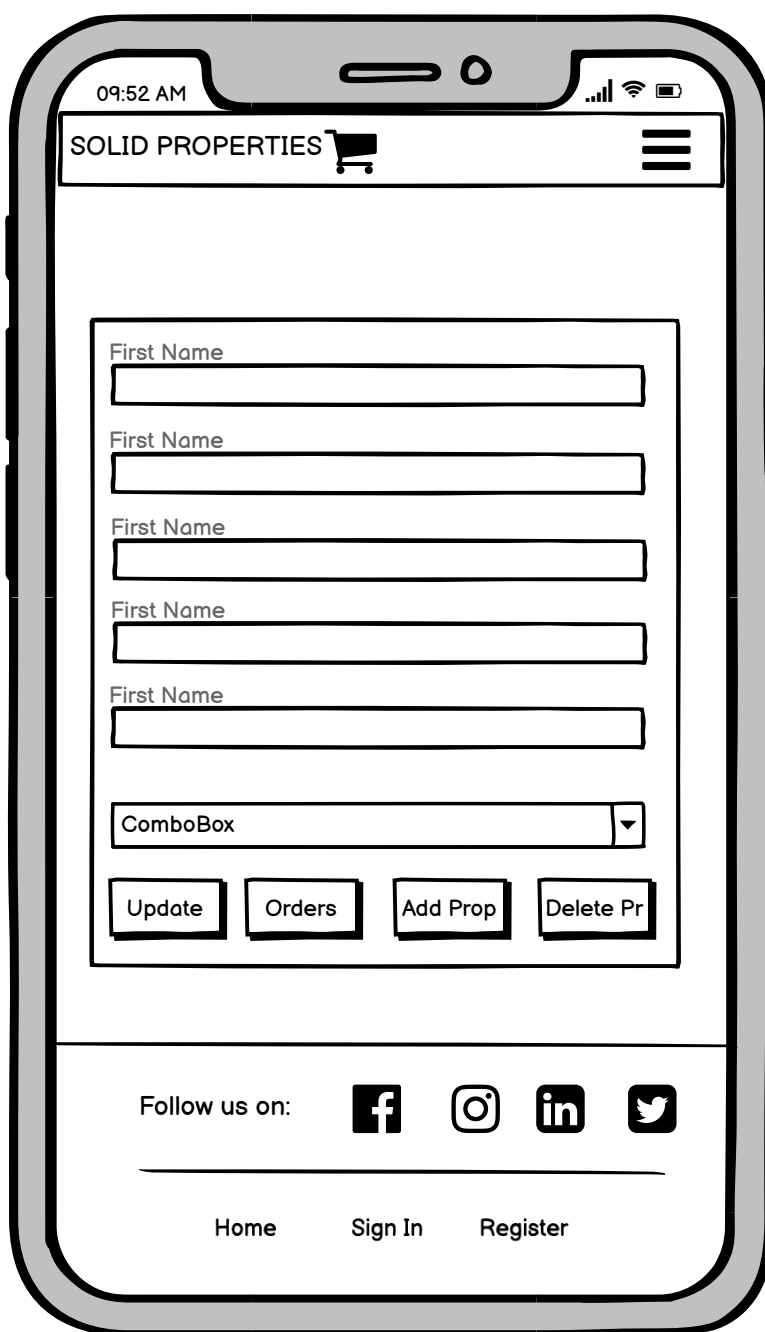 09:52 AM
SOLID PROPERTIES
First Name
First Name
First Name
First Name
First Name
ComboBox
Update Orders Add Prop Delete Pr
Follow us on:
Home Sign In Register